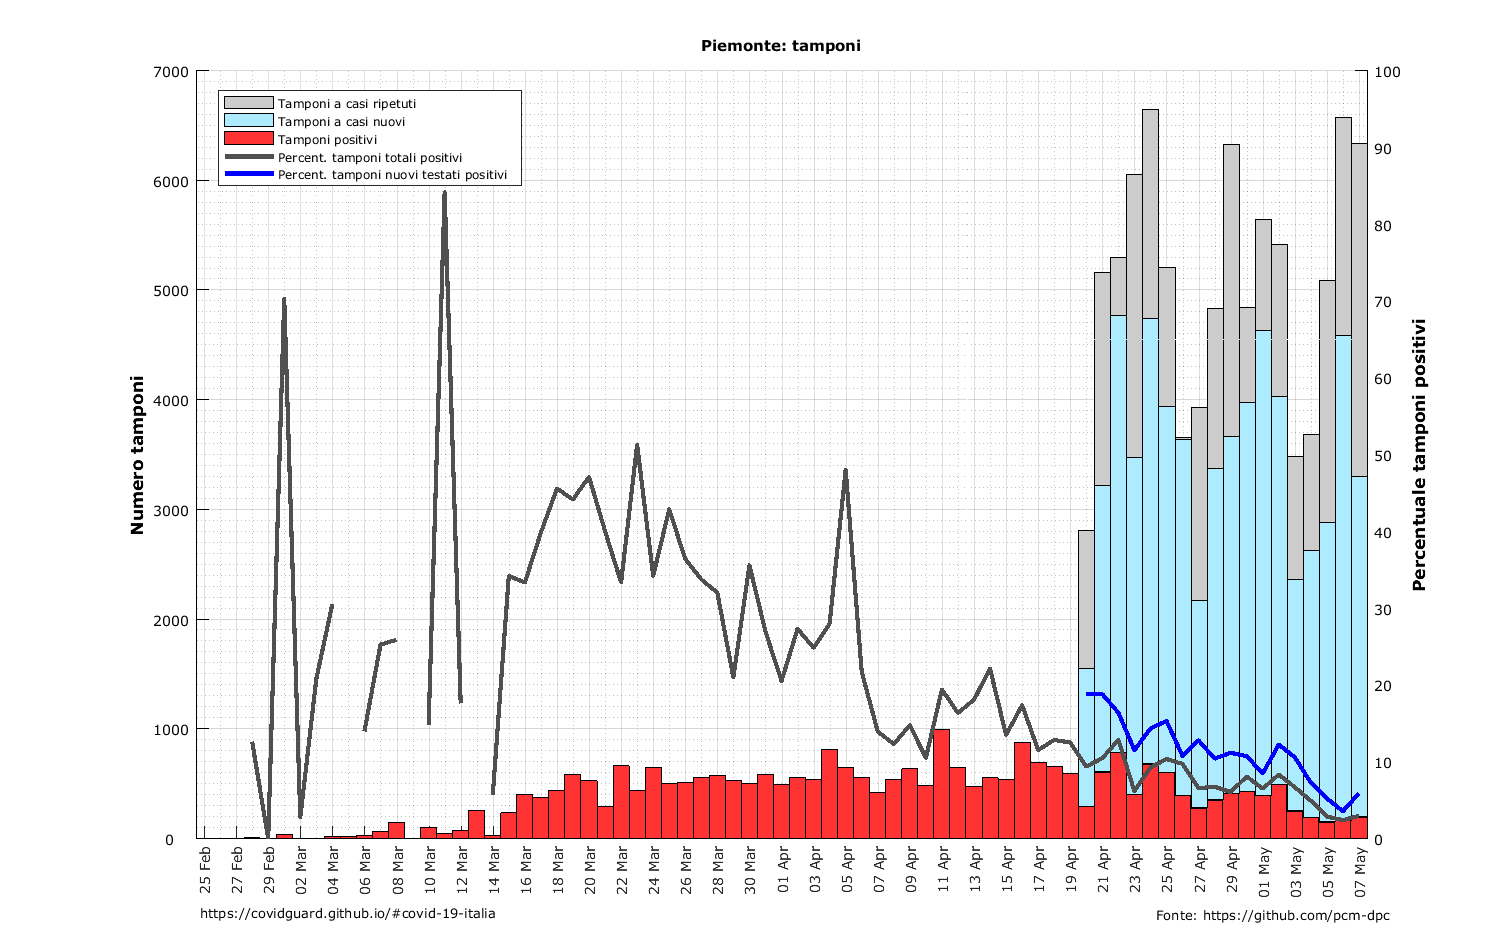 Piemonte: tamponi
Tamponi a casi ripetuti
Tamponi a casi nuovi
Tamponi positivi
Percent. tamponi totali positivi
Percent. tamponi nuovi testati positivi
Numero tamponi
7000
6000
5000
4000
3000
2000
1000
0
Percentuale tamponi positivi
100
90
80
70
60
50
40
30
20
10
0
25 Feb
27 Feb
29 Feb
02 Mar
04 Mar
06 Mar
08 Mar
10 Mar
12 Mar
14 Mar
16 Mar
18 Mar
20 Mar
22 Mar
24 Mar
26 Mar
28 Mar
30 Mar
01 Apr
03 Apr
05 Apr
07 Apr
09 Apr
11 Apr
13 Apr
15 Apr
17 Apr
19 Apr
21 Apr
23 Apr
25 Apr
27 Apr
29 Apr
01 May
03 May
05 May
07 May
https://covidguard.github.io/#covid-19-italia
Fonte: https://github.com/pcm-dpc